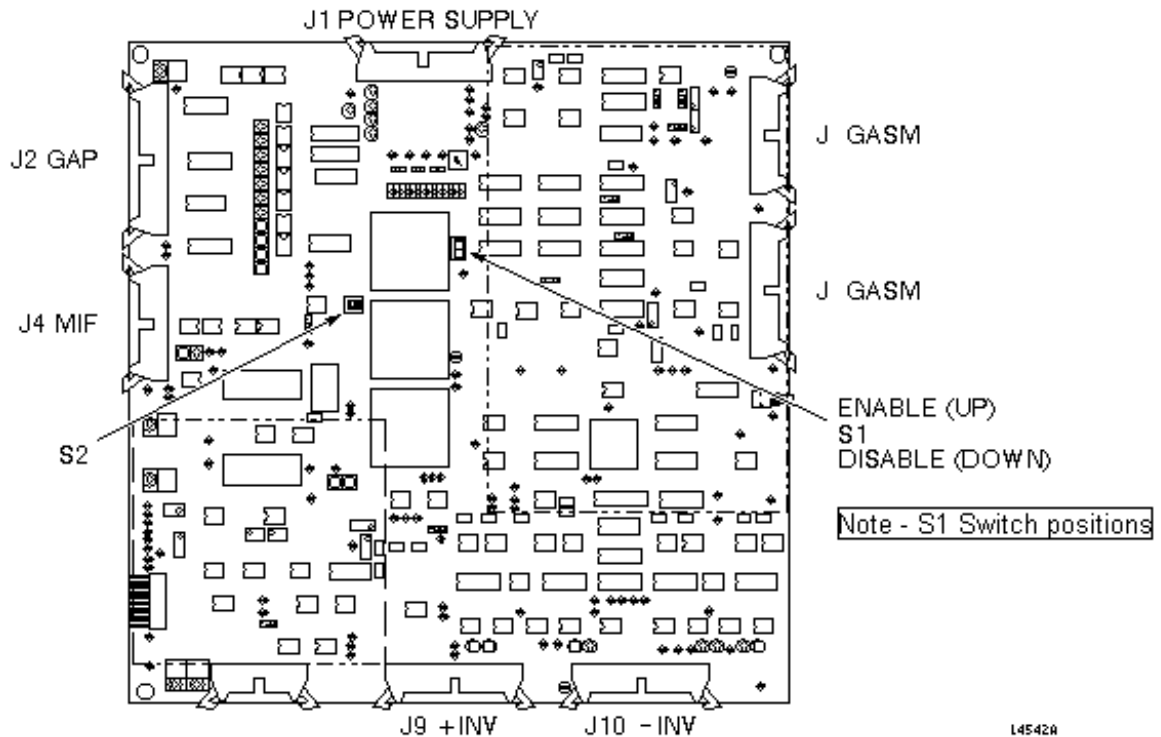 J1 POWER SUPPLY
J2 GAP
J GASM
J4 MIF
J GASM
S2
ENABLE (UP)
S1
DISABLE (DOWN)
Note - S1 Switch positions
J9 +INV
J10 -INV
L4542A